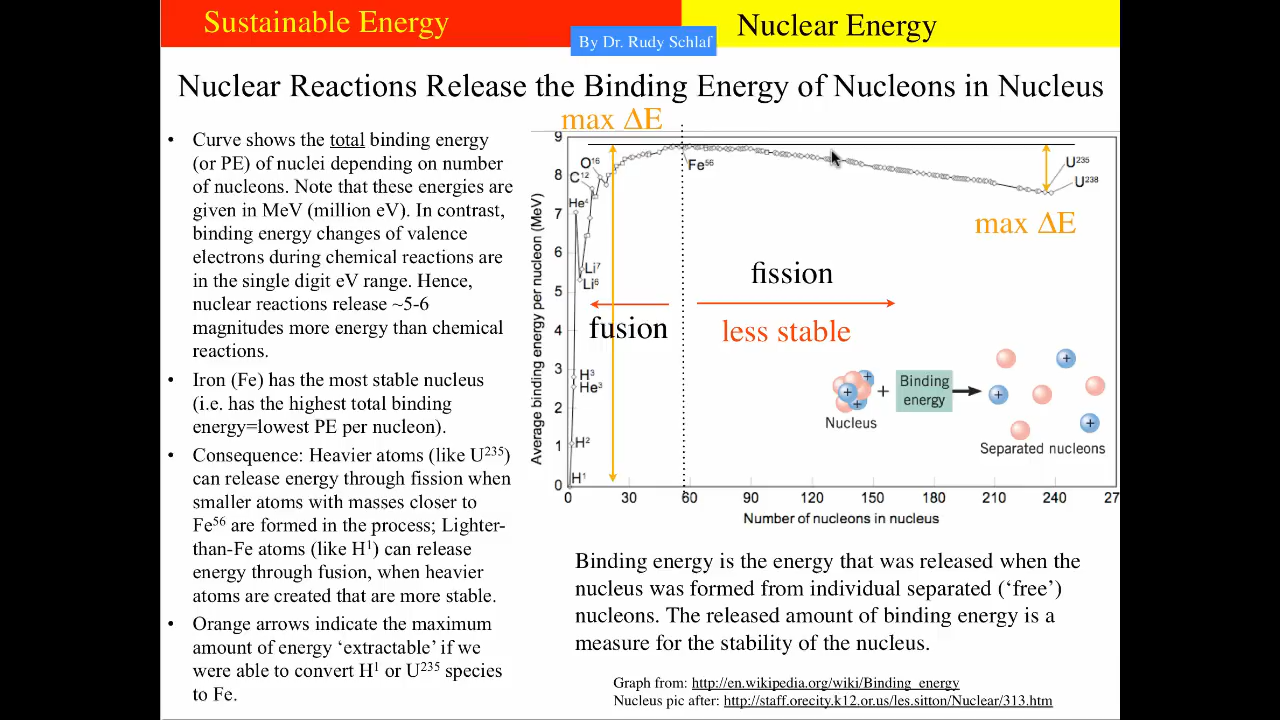 Sustainable Energy
Nuclear Energy
By Dr. Rudy Schlaf
Nuclear Reactions Release the Binding Energy of Nucleons in Nucleus
• Curve shows the total binding energy
(or PE) of nuclei depending on number
of nucleons. Note that these energies are
given in MeV (million eV). In contrast,
binding energy changes of valence
electrons during chemical reactions are
in the single digit eV range. Hence,
nuclear reactions release ~5-6
magnitudes more energy than chemical
reactions.
• Iron (Fe) has the most stable nucleus
(i.e. has the highest total binding
energy=lowest PE per nucleon).
• Consequence: Heavier atoms (like U²³⁵)
can release energy through fission when
smaller atoms with masses closer to
Fe⁵⁶ are formed in the process; Lighter-
than-Fe atoms (like H¹) can release
energy through fusion, when heavier
atoms are created that are more stable.
• Orange arrows indicate the maximum
amount of energy ‘extractable’ if we
were able to convert H¹ or U²³⁵ species
to Fe.
max ΔE
Average binding energy per nucleon (MeV)
9
8
7
6
5
4
3
2
1
0
O¹⁶
C¹²
He⁴
Li⁷
Li⁶
H³
He³
H²
H¹
Fe⁵⁶
U²³⁵
U²³⁸
max ΔE
fission
fusion
less stable
Nucleus
+
Binding
energy
Separated nucleons
+
+
+
+
+
+
0 30 60 90 120 150 180 210 240 27
Number of nucleons in nucleus
Binding energy is the energy that was released when the
nucleus was formed from individual separated (‘free’)
nucleons. The released amount of binding energy is a
measure for the stability of the nucleus.
Graph from: http://en.wikipedia.org/wiki/Binding_energy
Nucleus pic after: http://staff.orecity.k12.or.us/les.sitton/Nuclear/313.htm